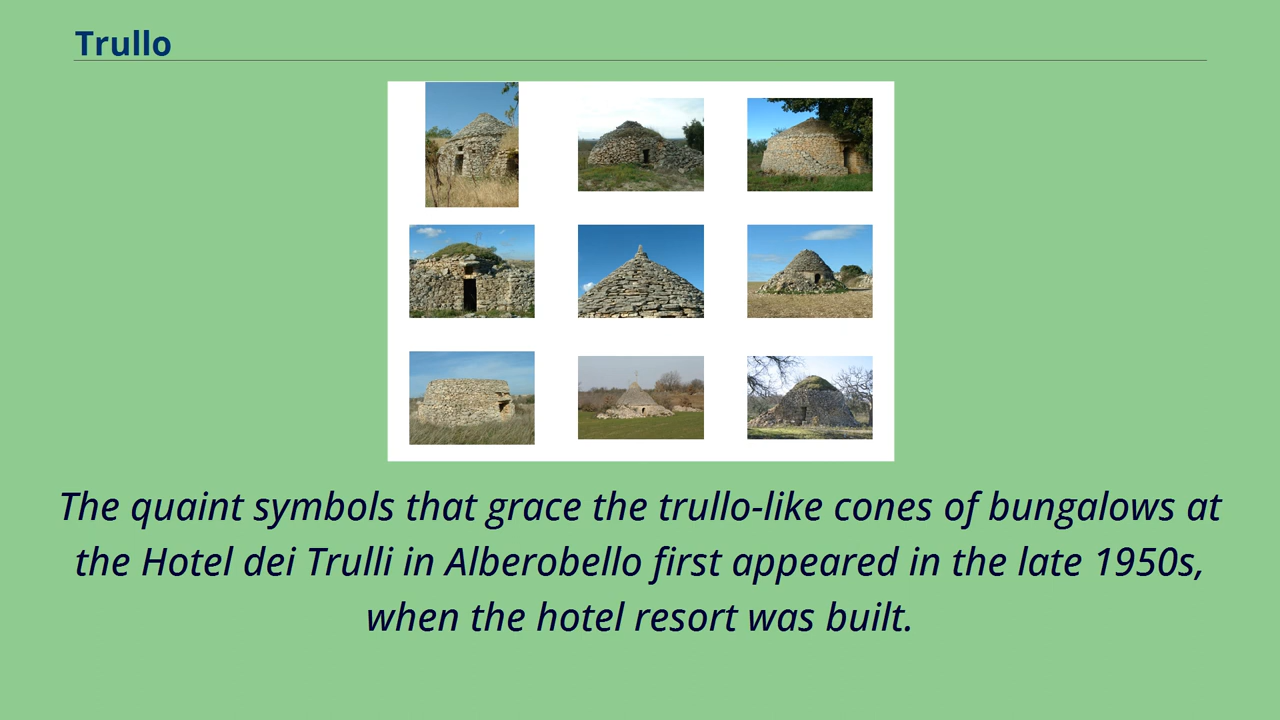 Trullo
The quaint symbols that grace the trullo-like cones of bungalows at
the Hotel dei Trulli in Alberobello first appeared in the late 1950s,
when the hotel resort was built.